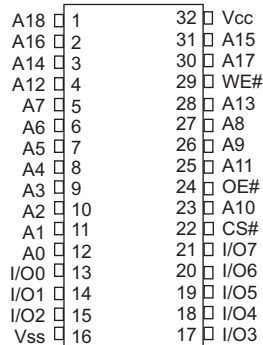 A18 1 32 Vcc
A16 2 31 A15
A14 3 30 A17
A12 4 29 WE#
A7 5 28 A13
A6 6 27 A8
A5 7 26 A9
A4 8 25 A11
A3 9 24 OE#
A2 10 23 A10
A1 11 22 CS#
A0 12 21 I/O7
I/O0 13 20 I/O6
I/O1 14 19 I/O5
I/O2 15 18 I/O4
Vss 16 17 I/O3